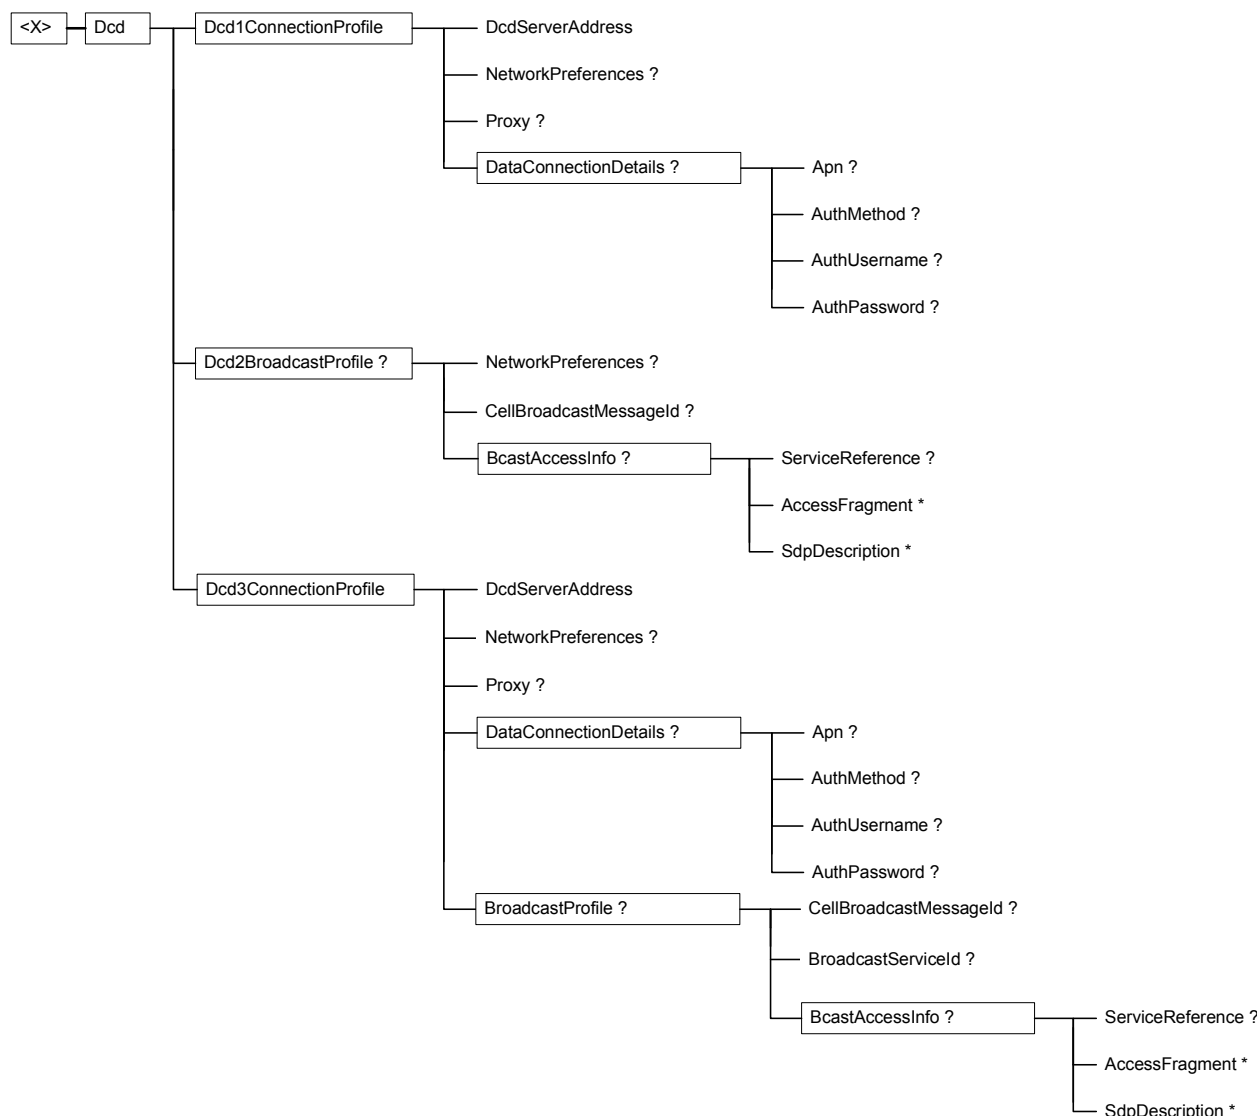 <X> Dcd Dcd1ConnectionProfile DcdServerAddress
NetworkPreferences ?
Proxy ?
DataConnectionDetails ? Apn ?
AuthMethod ?
AuthUsername ?
AuthPassword ?
Dcd2BroadcastProfile ? NetworkPreferences ?
CellBroadcastMessageId ?
BcastAccessInfo ? ServiceReference ?
AccessFragment *
SdpDescription *
Dcd3ConnectionProfile DcdServerAddress
NetworkPreferences ?
Proxy ?
DataConnectionDetails ? Apn ?
AuthMethod ?
AuthUsername ?
AuthPassword ?
BroadcastProfile ? CellBroadcastMessageId ?
BroadcastServiceId ?
BcastAccessInfo ? ServiceReference ?
AccessFragment *
SdpDescription *